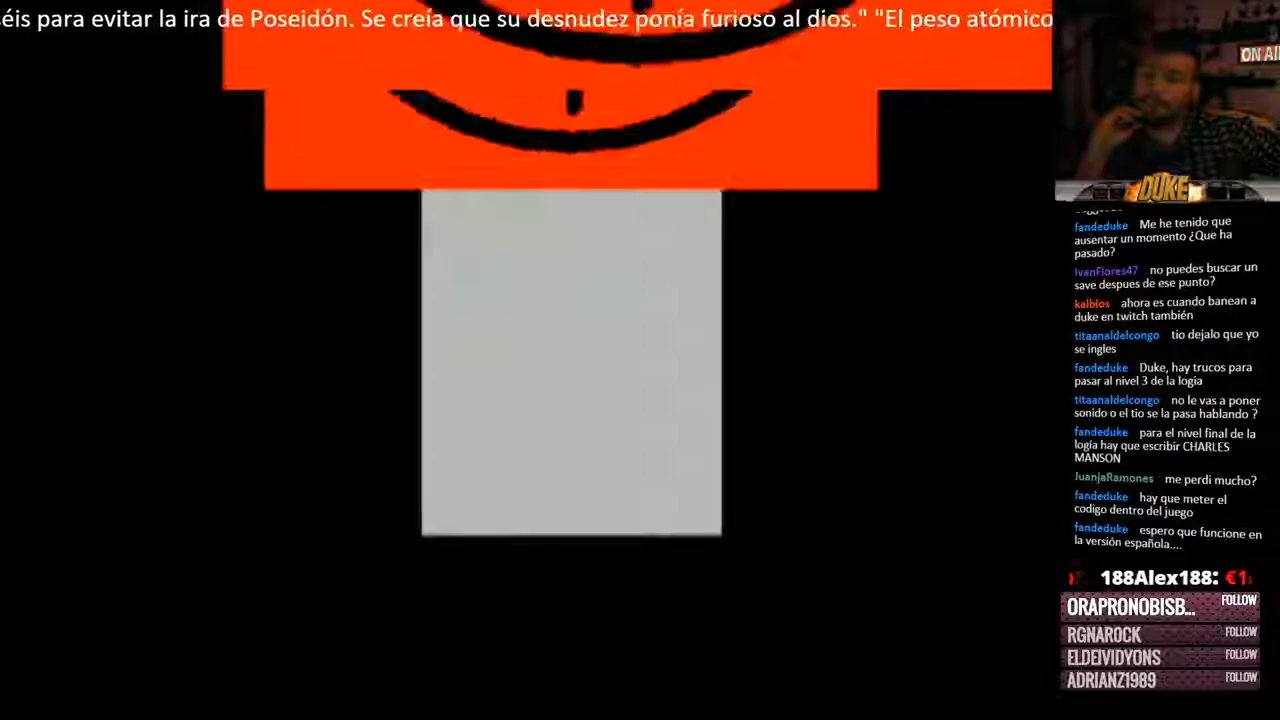 éis para evitar la ira de Poseidón. Se creía que su desnudez ponía furioso al dios." "El peso atómico
ON AI
DUKE
fandeduke Me he tenido que
ausentar un momento ¿Que ha
pasado?
IvanFlores47 no puedes buscar un
save despues de ese punto?
kalbios ahora es cuando banean a
duke en twitch también
titaanaldelcongo tio dejalo que yo
se ingles
fandeduke Duke, hay trucos para
pasar al nivel 3 de la logia
titaanaldelcongo no le vas a poner
sonido o el tio se la pasa hablando ?
fandeduke para el nivel final de la
logía hay que escribir CHARLES
MANSON
JuanjaRamones me perdi mucho?
fandeduke hay que meter el
codigo dentro del juego
fandeduke espero que funcione en
la versión española....
188Alex188: €1
ORAPRONOBISB... FOLLOW
RGNAROCK FOLLOW
ELDEIVIDYONS FOLLOW
ADRIANZ1989 FOLLOW